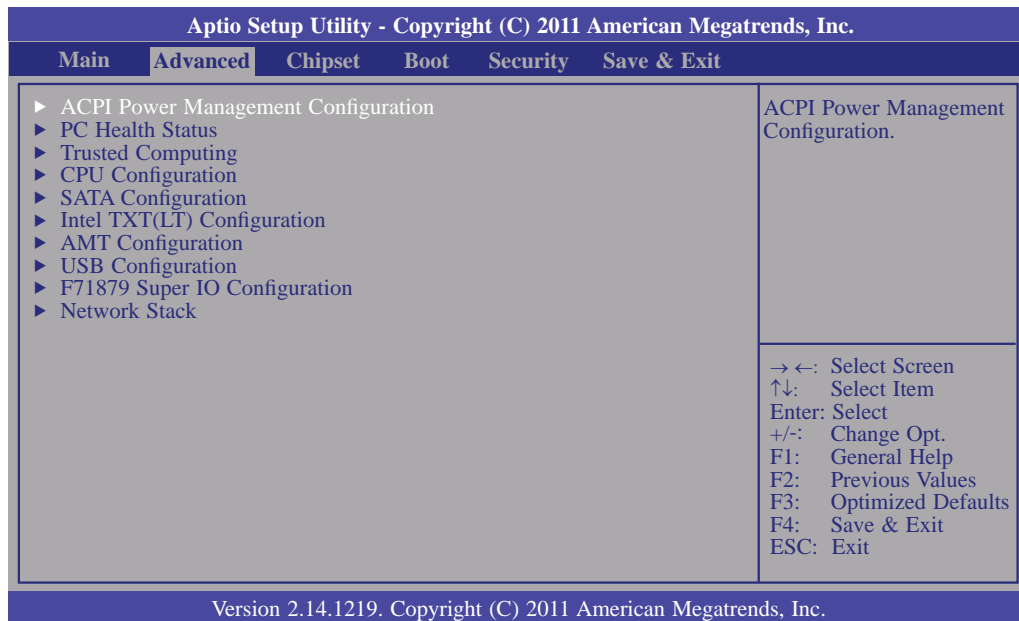 Aptio Setup Utility - Copyright (C) 2011 American Megatrends, Inc.
Main Advanced Chipset Boot Security Save & Exit
▶ ACPI Power Management Configuration
▶ PC Health Status
▶ Trusted Computing
▶ CPU Configuration
▶ SATA Configuration
▶ Intel TXT(LT) Configuration
▶ AMT Configuration
▶ USB Configuration
▶ F71879 Super IO Configuration
▶ Network Stack
ACPI Power Management
Configuration.
→ ←: Select Screen
↑↓: Select Item
Enter: Select
+/-: Change Opt.
F1: General Help
F2: Previous Values
F3: Optimized Defaults
F4: Save & Exit
ESC: Exit
Version 2.14.1219. Copyright (C) 2011 American Megatrends, Inc.